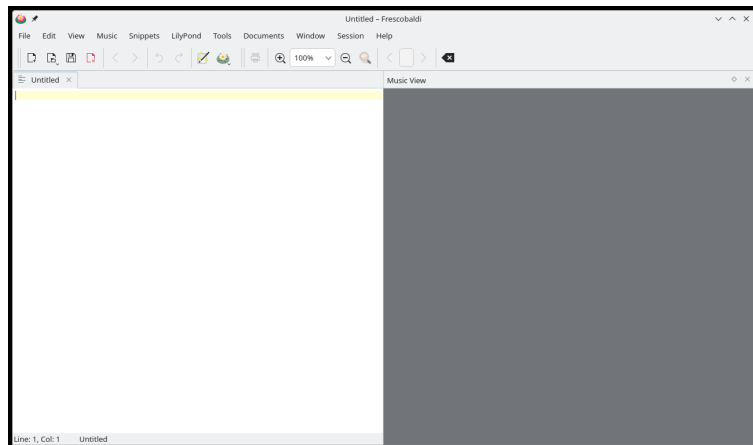 Untitled – Frescobaldi
File Edit View Music Snippets LilyPond Tools Documents Window Session Help
100%
Untitled Music View
Line: 1, Col: 1 Untitled